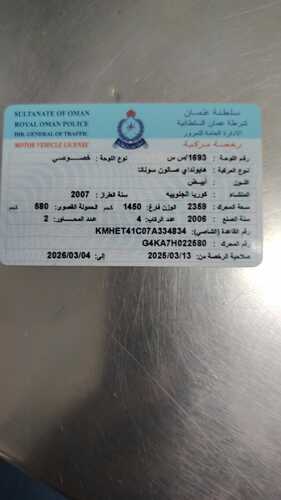 SULTANATE OF OMAN
ROYAL OMAN POLICE
DIR. GENERAL OF TRAFFIC
MOTOR VEHICLE LICENSE
سلطنة عمان
شرطة عمان السلطانية
الإدارة العامة للمرور
رخصة مركبة
رقم اللوحة : 1693/س س نوع اللوحة : خصوصي
نوع المركبة : هايونداي صالون سوناتا
اللون : أبيض
المنشأ : كوريا الجنوبيه سنة الطراز : 2007
سعة المحرك : 2359 الوزن فارغ : 1450 كجم الحمولة القصوى : 580 كجم
سنة الصنع : 2006 عدد الركاب : 4 عدد المحاور : 2
رقم القاعدة (الشاصي) : KMHET41C07A334834
رقم المحرك : G4KA7H022580
صلاحية الرخصة من : 2025/03/13 إلى : 2026/03/04